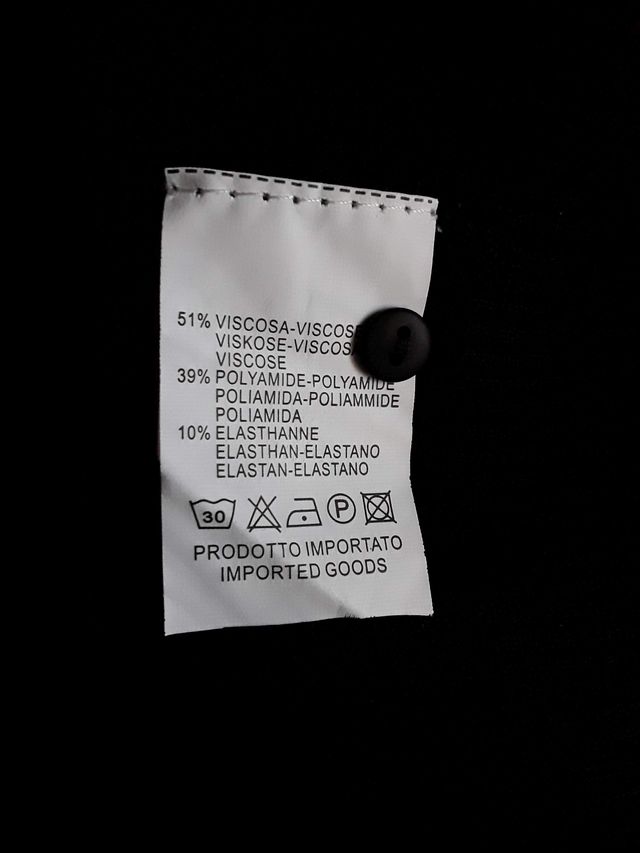 51% VISCOSA-VISCOSE
VISKOSE-VISCOSA
VISCOSE
39% POLYAMIDE-POLYAMIDE
POLIAMIDA-POLIAMMIDE
POLIAMIDA
10% ELASTHANNE
ELASTHAN-ELASTANO
ELASTAN-ELASTANO
30 P
PRODOTTO IMPORTATO
IMPORTED GOODS